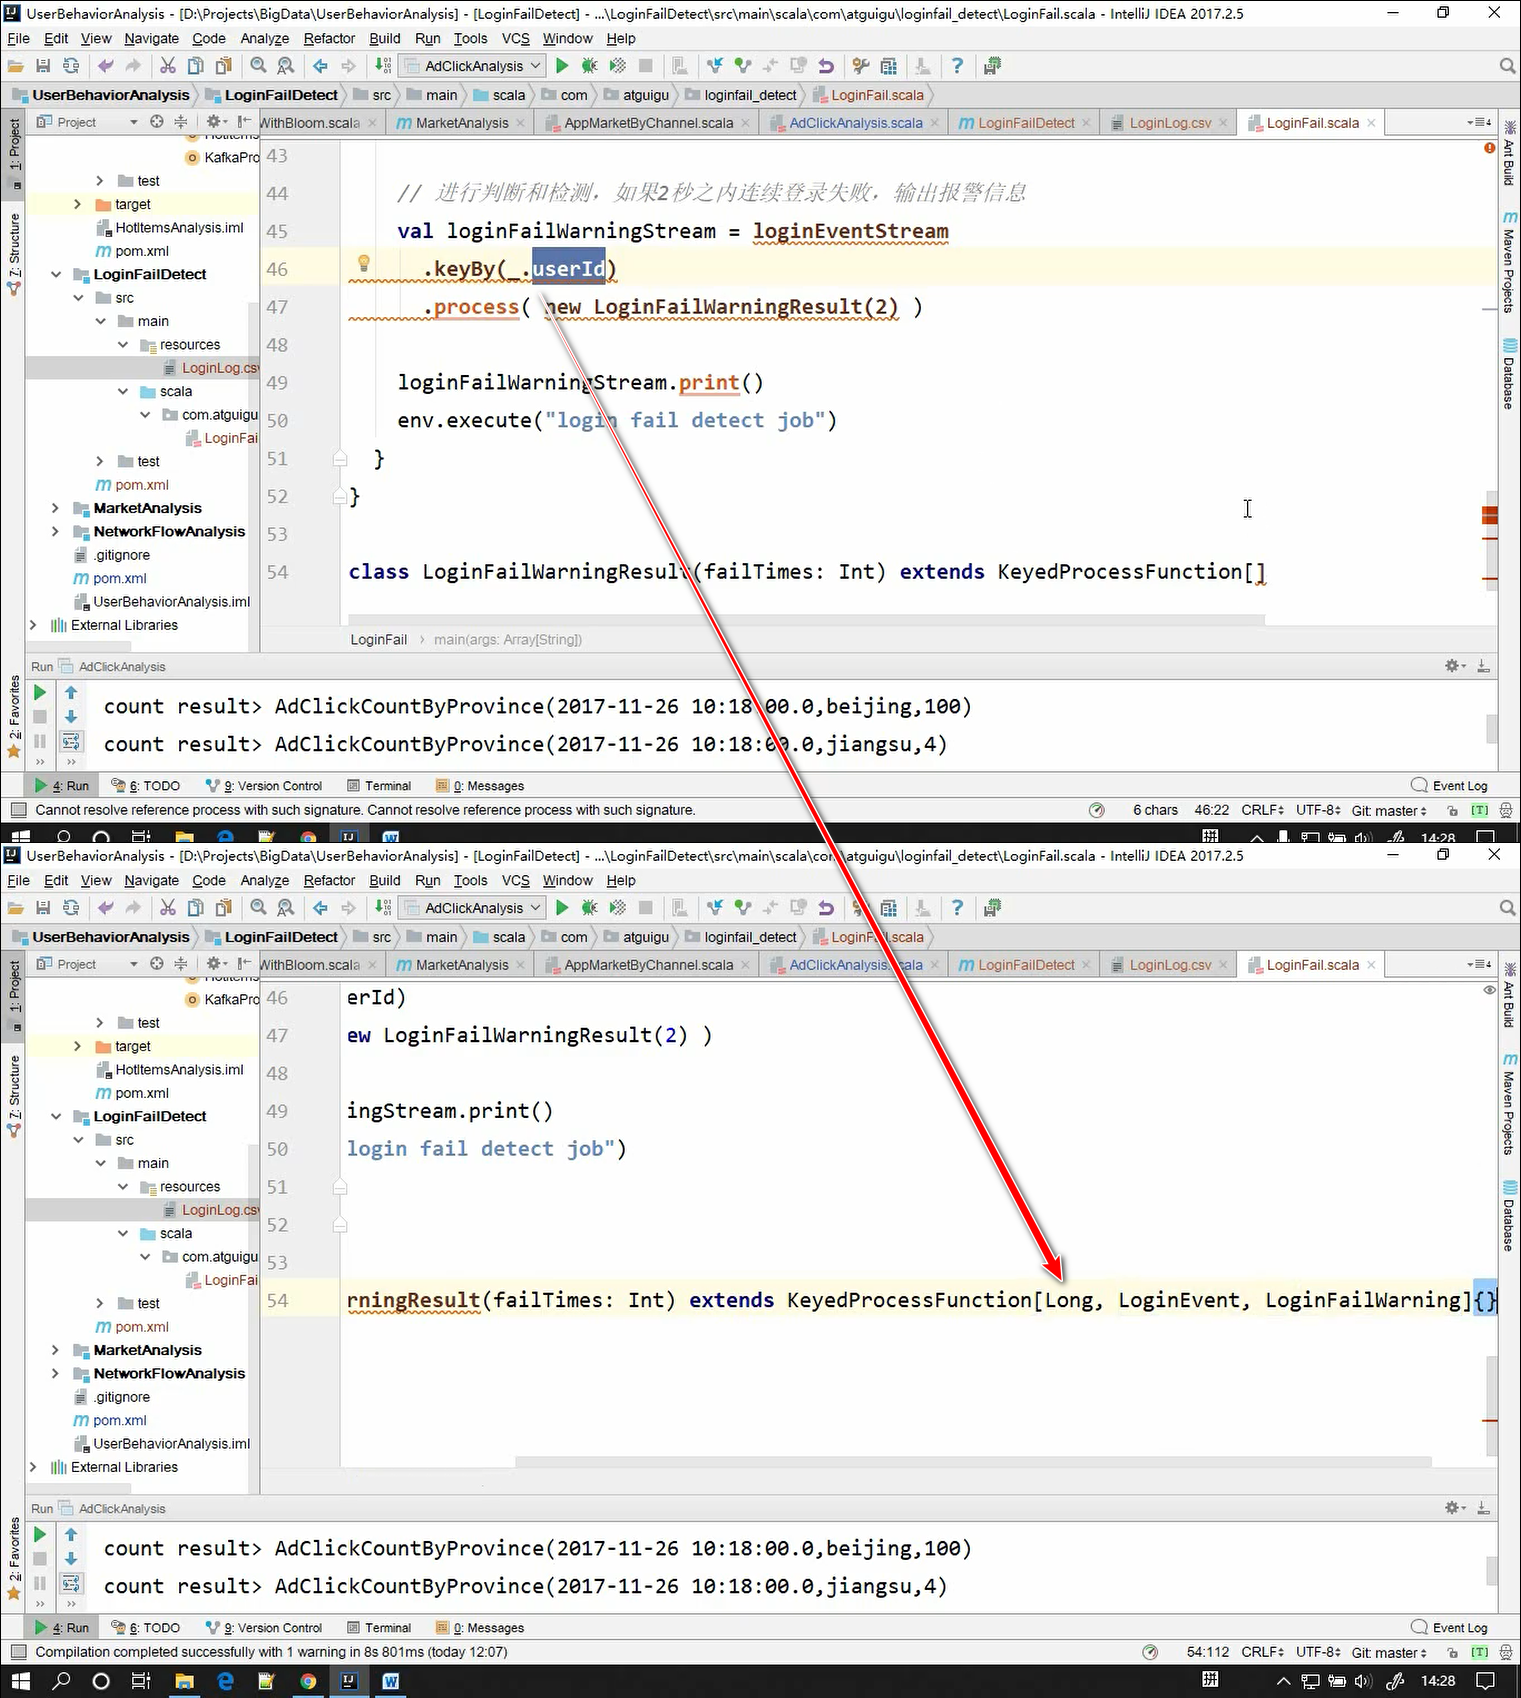 UserBehaviorAnalysis - [D:\Projects\BigData\UserBehaviorAnalysis] - [LoginFailDetect] - ...\LoginFailDetect\src\main\scala\com\atguigu\loginfail_detect\LoginFail.scala - IntelliJ IDEA 2017.2.5
File Edit View Navigate Code Analyze Refactor Build Run Tools VCS Window Help
AdClickAnalysis
UserBehaviorAnalysis LoginFailDetect src main scala com atguigu loginfail_detect LoginFail.scala
Project WithBloom.scala MarketAnalysis AppMarketByChannel.scala AdClickAnalysis.scala LoginFailDetect LoginLog.csv LoginFail.scala
1: Project
7: Structure
2: Favorites
Ant Build
Maven Projects
Database
KafkaPro
test
target
HotItemsAnalysis.iml
pom.xml
LoginFailDetect
src
main
resources
LoginLog.cs
scala
com.atguigu
LoginFai
test
pom.xml
MarketAnalysis
NetworkFlowAnalysis
.gitignore
pom.xml
UserBehaviorAnalysis.iml
External Libraries
43
44 // 进行判断和检测，如果2秒之内连续登录失败，输出报警信息
45 val loginFailWarningStream = loginEventStream
46 .keyBy(_.userId)
47 .process( new LoginFailWarningResult(2) )
48
49 loginFailWarningStream.print()
50 env.execute("login fail detect job")
51 }
52 }
53
54 class LoginFailWarningResult(failTimes: Int) extends KeyedProcessFunction[]
LoginFail main(args: Array[String])
Run AdClickAnalysis
count result> AdClickCountByProvince(2017-11-26 10:18:00.0,beijing,100)
count result> AdClickCountByProvince(2017-11-26 10:18:00.0,jiangsu,4)
4: Run 6: TODO 9: Version Control Terminal 0: Messages Event Log
Cannot resolve reference process with such signature. Cannot resolve reference process with such signature. 6 chars 46:22 CRLF UTF-8 Git: master [T]
14:28
UserBehaviorAnalysis - [D:\Projects\BigData\UserBehaviorAnalysis] - [LoginFailDetect] - ...\LoginFailDetect\src\main\scala\com\atguigu\loginfail_detect\LoginFail.scala - IntelliJ IDEA 2017.2.5
File Edit View Navigate Code Analyze Refactor Build Run Tools VCS Window Help
AdClickAnalysis
UserBehaviorAnalysis LoginFailDetect src main scala com atguigu loginfail_detect LoginFail.scala
Project WithBloom.scala MarketAnalysis AppMarketByChannel.scala AdClickAnalysis.scala LoginFailDetect LoginLog.csv LoginFail.scala
1: Project
7: Structure
2: Favorites
Ant Build
Maven Projects
Database
KafkaPro
test
target
HotItemsAnalysis.iml
pom.xml
LoginFailDetect
src
main
resources
LoginLog.cs
scala
com.atguigu
LoginFai
test
pom.xml
MarketAnalysis
NetworkFlowAnalysis
.gitignore
pom.xml
UserBehaviorAnalysis.iml
External Libraries
46 erId)
47 ew LoginFailWarningResult(2) )
48
49 ingStream.print()
50 login fail detect job")
51
52
53
54 rningResult(failTimes: Int) extends KeyedProcessFunction[Long, LoginEvent, LoginFailWarning]{}
Run AdClickAnalysis
count result> AdClickCountByProvince(2017-11-26 10:18:00.0,beijing,100)
count result> AdClickCountByProvince(2017-11-26 10:18:00.0,jiangsu,4)
4: Run 6: TODO 9: Version Control Terminal 0: Messages Event Log
Compilation completed successfully with 1 warning in 8s 801ms (today 12:07) 54:112 CRLF UTF-8 Git: master [T]
拼 14:28